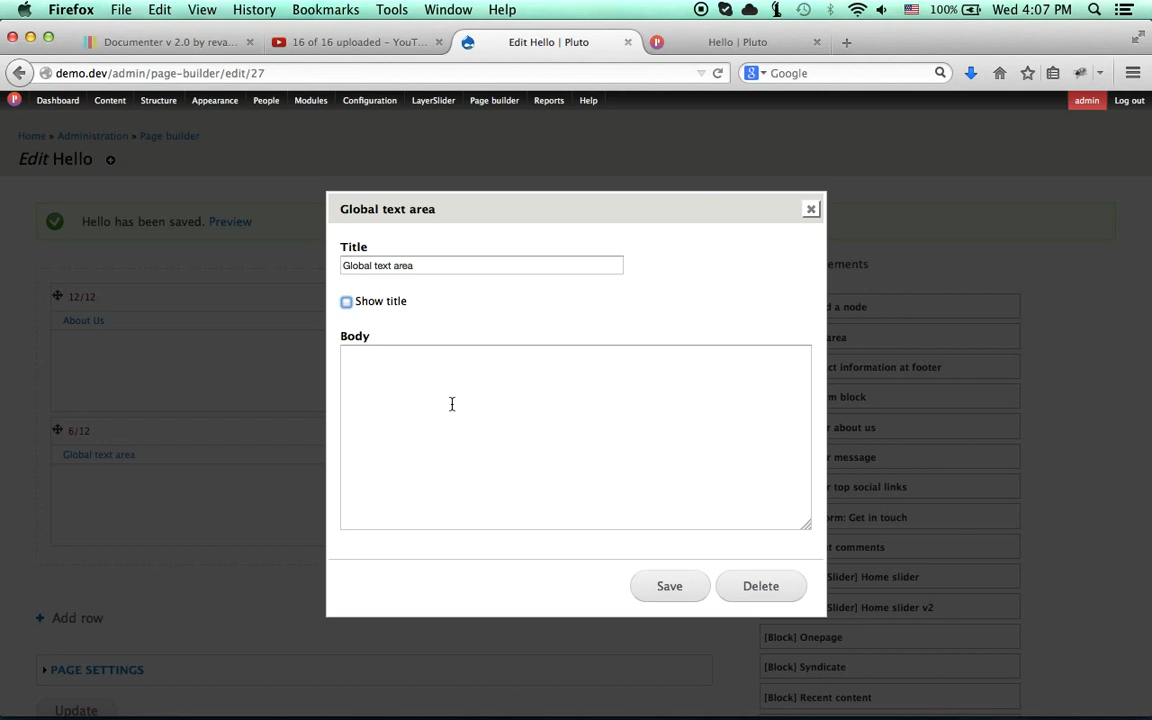 Firefox File Edit View History Bookmarks Tools Window Help 100% Wed 4:07 PM
Documenter v 2.0 by reva... 16 of 16 uploaded - YouT... Edit Hello | Pluto Hello | Pluto
demo.dev/admin/page-builder/edit/27 Google
Dashboard Content Structure Appearance People Modules Configuration LayerSlider Page builder Reports Help admin Log out
Home » Administration » Page builder
Edit Hello
Hello has been saved. Preview
Global text area
Title
Global text area
Show title
Body
Save Delete
12/12
About Us
6/12
Global text area
+ Add row
PAGE SETTINGS
Update
ements
d a node
area
ct information at footer
m block
r about us
r message
r top social links
orm: Get in touch
t comments
Slider] Home slider
Slider] Home slider v2
[Block] Onepage
[Block] Syndicate
[Block] Recent content